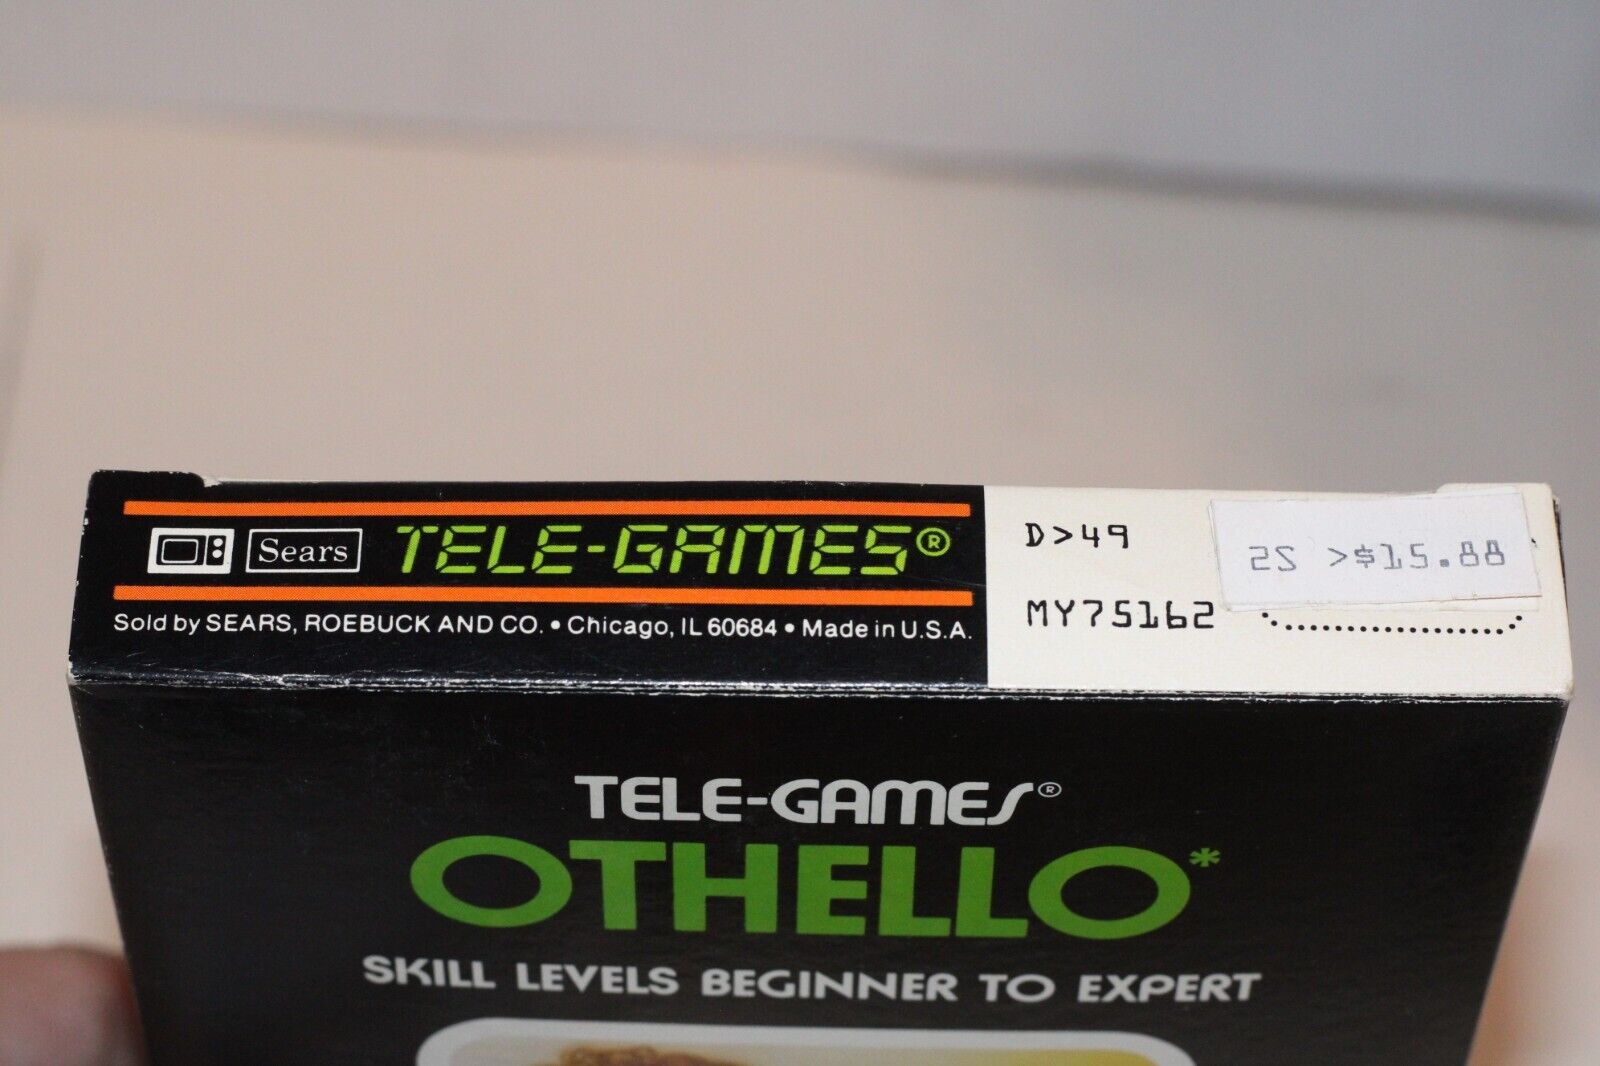 Sears TELE-GAMES®
Sold by SEARS, ROEBUCK AND CO. • Chicago, IL 60684 • Made in U.S.A.
D>49
MY75162
2S >$15.88
TELE-GAMES®
OTHELLO*
SKILL LEVELS BEGINNER TO EXPERT